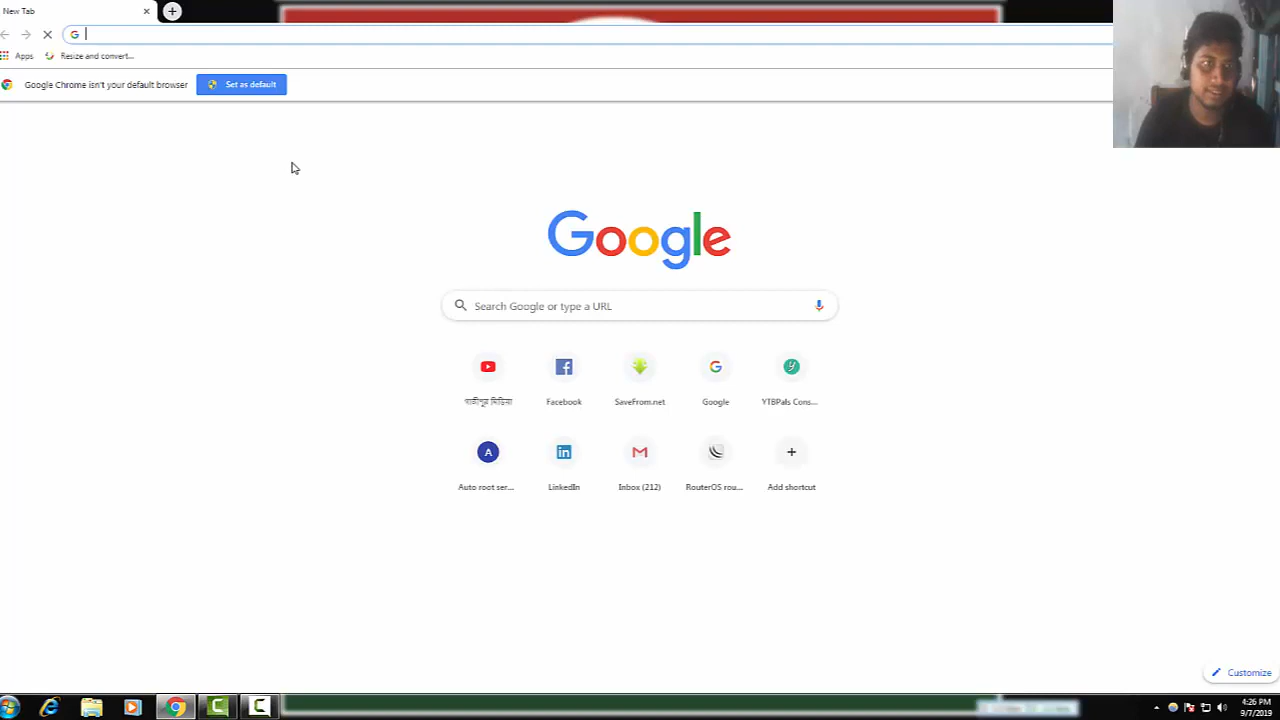 New Tab
Apps
Resize and convert...
Google Chrome isn't your default browser
Set as default
Google
Search Google or type a URL
গাজীপুর মিডিয়া
Facebook
SaveFrom.net
Google
YTBPals Cons...
A
Auto root ser...
LinkedIn
Inbox (212)
RouterOS rou...
Add shortcut
Customize
4:26 PM
9/7/2019